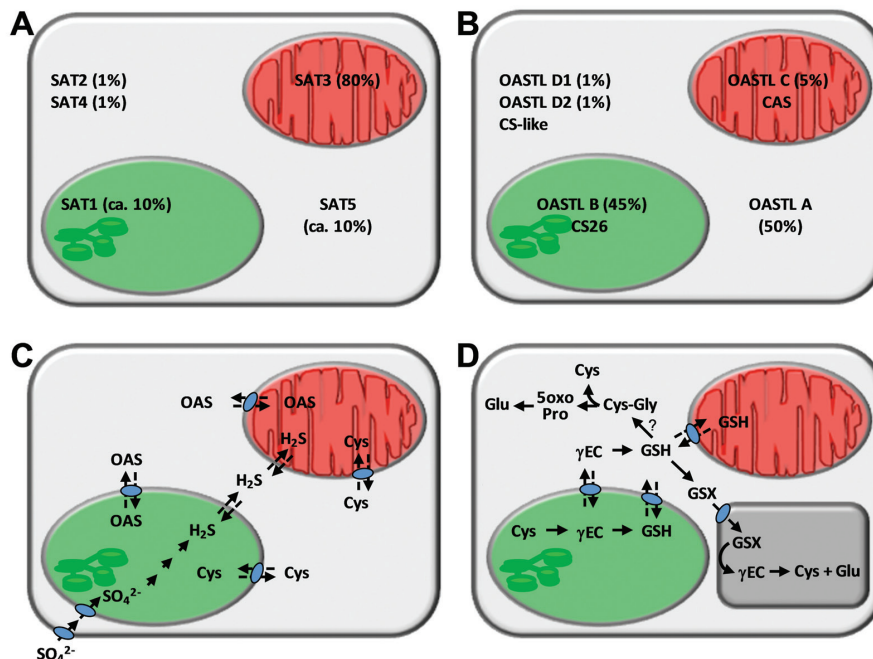 A
SAT2 (1%)
SAT4 (1%)
SAT3 (80%)
SAT1 (ca. 10%)
SAT5
(ca. 10%)
B
OASTL D1 (1%)
OASTL D2 (1%)
CS-like
OASTL C (5%)
CAS
OASTL B (45%)
CS26
OASTL A
(50%)
C
OAS
OAS
H₂S
Cys
Cys
H₂S
OAS
OAS
H₂S
Cys
Cys
SO₄²⁻
SO₄²⁻
D
Cys
Glu
5oxo
Pro
Cys-Gly
?
GSH
γEC
GSH
GSX
Cys
γEC
GSH
GSX
γEC
Cys + Glu